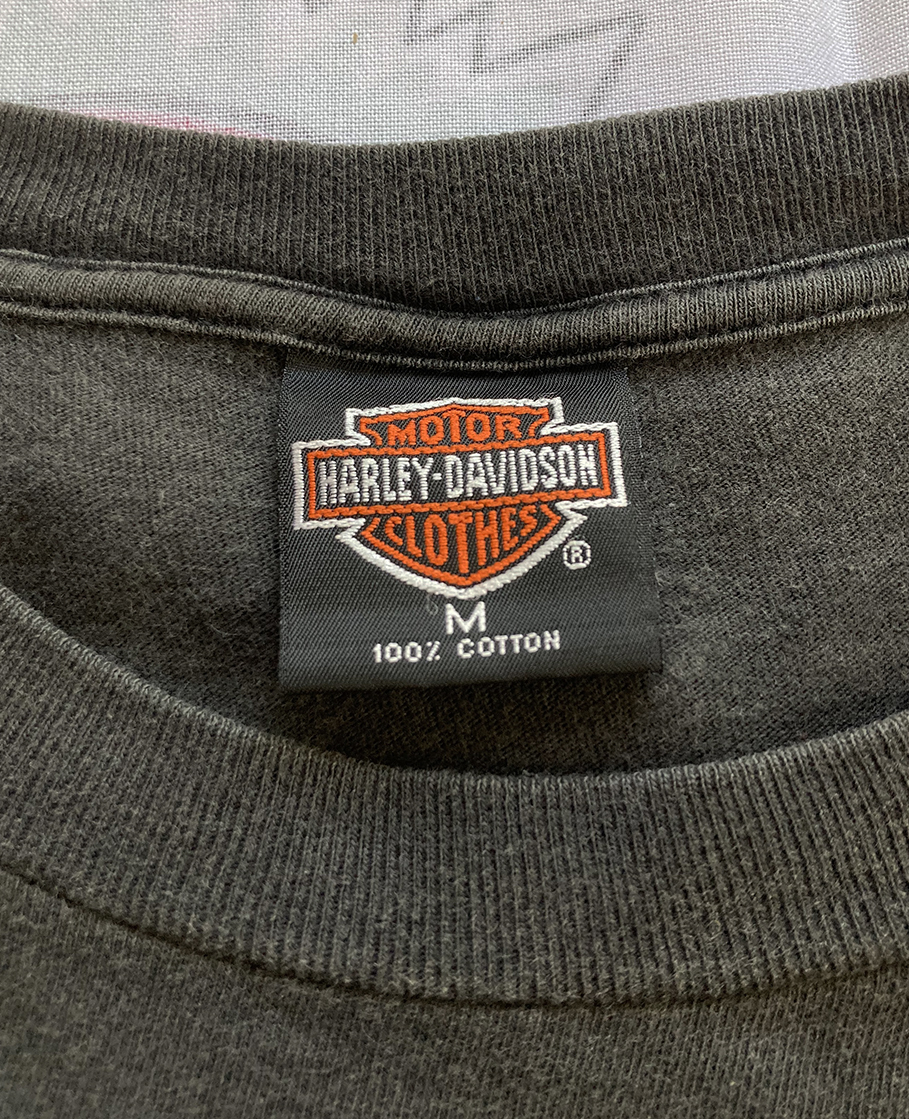 MOTOR
HARLEY-DAVIDSON
CLOTHES
®
M
100% COTTON